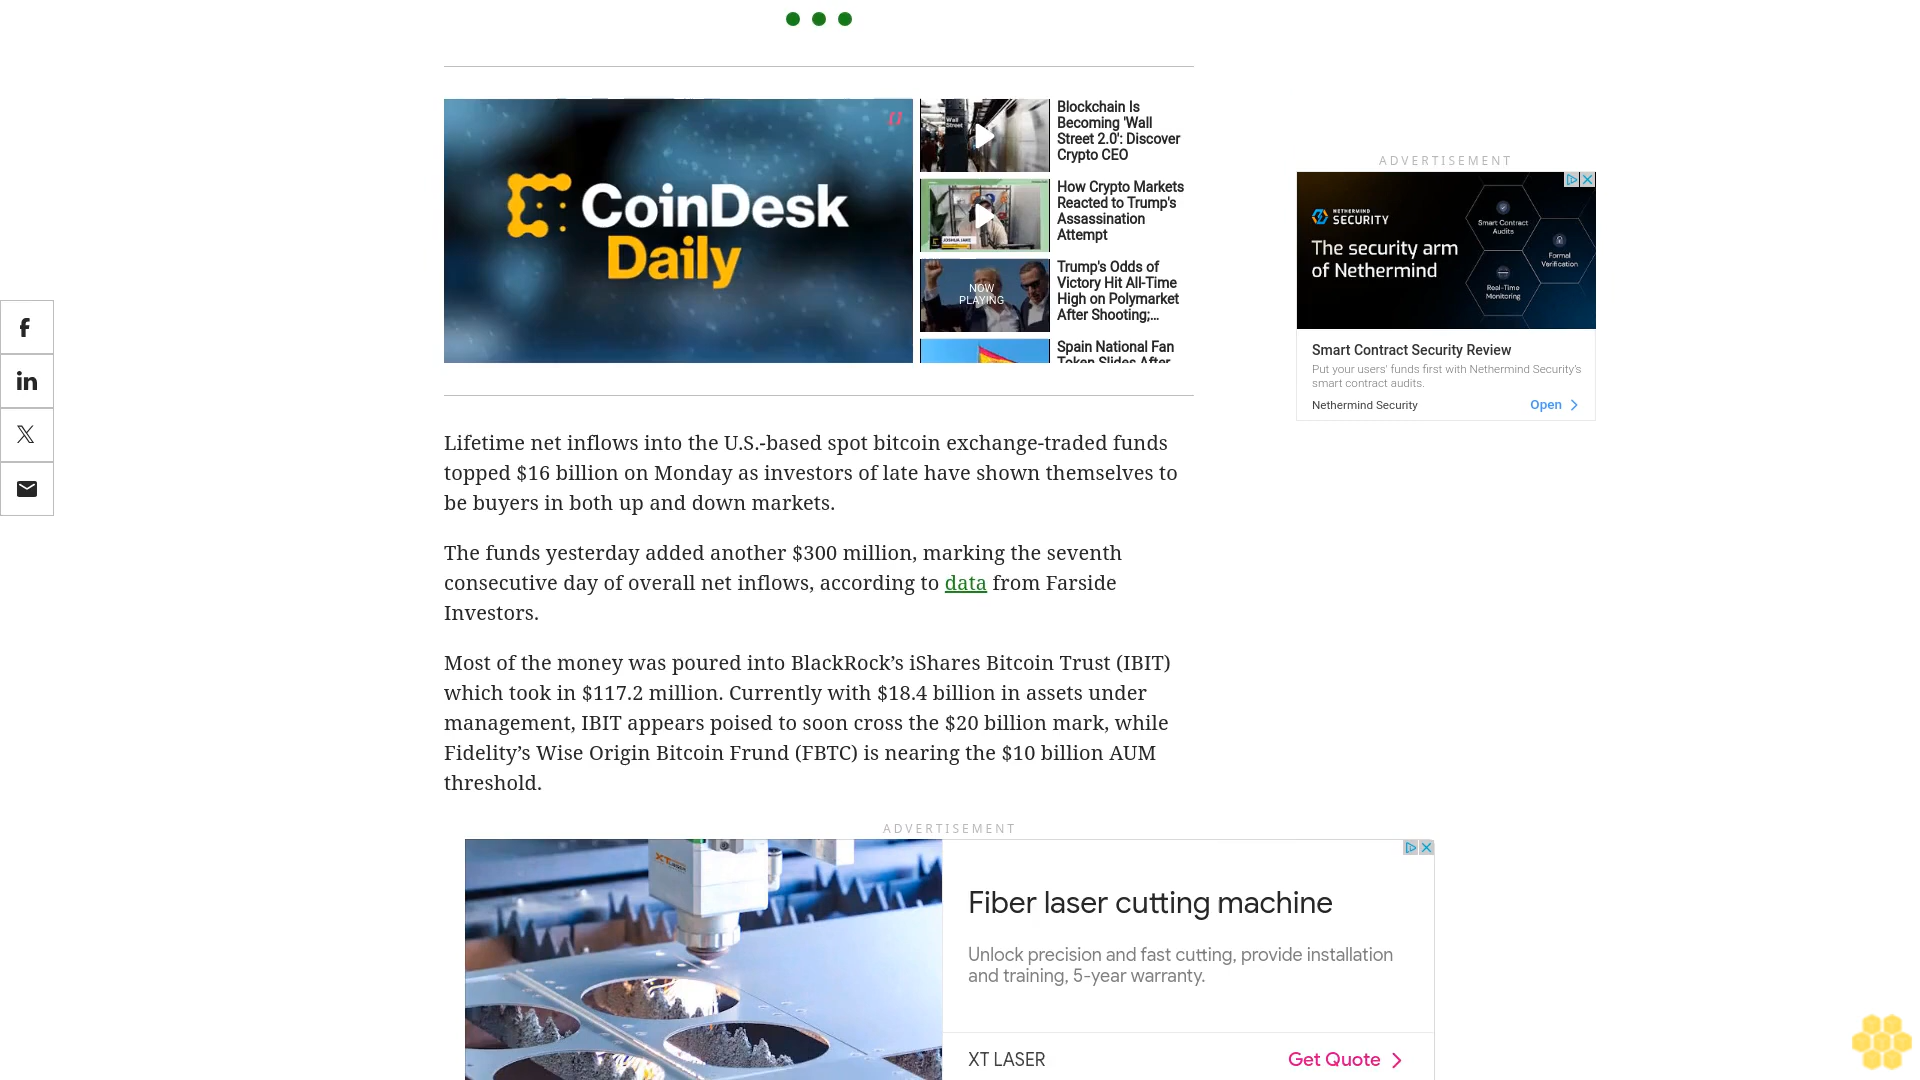 CoinDesk
Daily
Wall
Street
Blockchain Is
Becoming 'Wall
Street 2.0': Discover
Crypto CEO
How Crypto Markets
Reacted to Trump's
Assassination
Attempt
NOW
PLAYING
Trump's Odds of
Victory Hit All-Time
High on Polymarket
After Shooting;...
Spain National Fan
Token Slides After
ADVERTISEMENT
NETHERMIND
SECURITY
The security arm
of Nethermind
Smart Contract
Audits
Formal
Verification
Real-Time
Monitoring
Smart Contract Security Review
Put your users' funds first with Nethermind Security's
smart contract audits.
Nethermind Security
Open
Lifetime net inflows into the U.S.-based spot bitcoin exchange-traded funds
topped $16 billion on Monday as investors of late have shown themselves to
be buyers in both up and down markets.
The funds yesterday added another $300 million, marking the seventh
consecutive day of overall net inflows, according to data from Farside
Investors.
Most of the money was poured into BlackRock’s iShares Bitcoin Trust (IBIT)
which took in $117.2 million. Currently with $18.4 billion in assets under
management, IBIT appears poised to soon cross the $20 billion mark, while
Fidelity’s Wise Origin Bitcoin Frund (FBTC) is nearing the $10 billion AUM
threshold.
ADVERTISEMENT
Fiber laser cutting machine
Unlock precision and fast cutting, provide installation
and training, 5-year warranty.
XT LASER
Get Quote